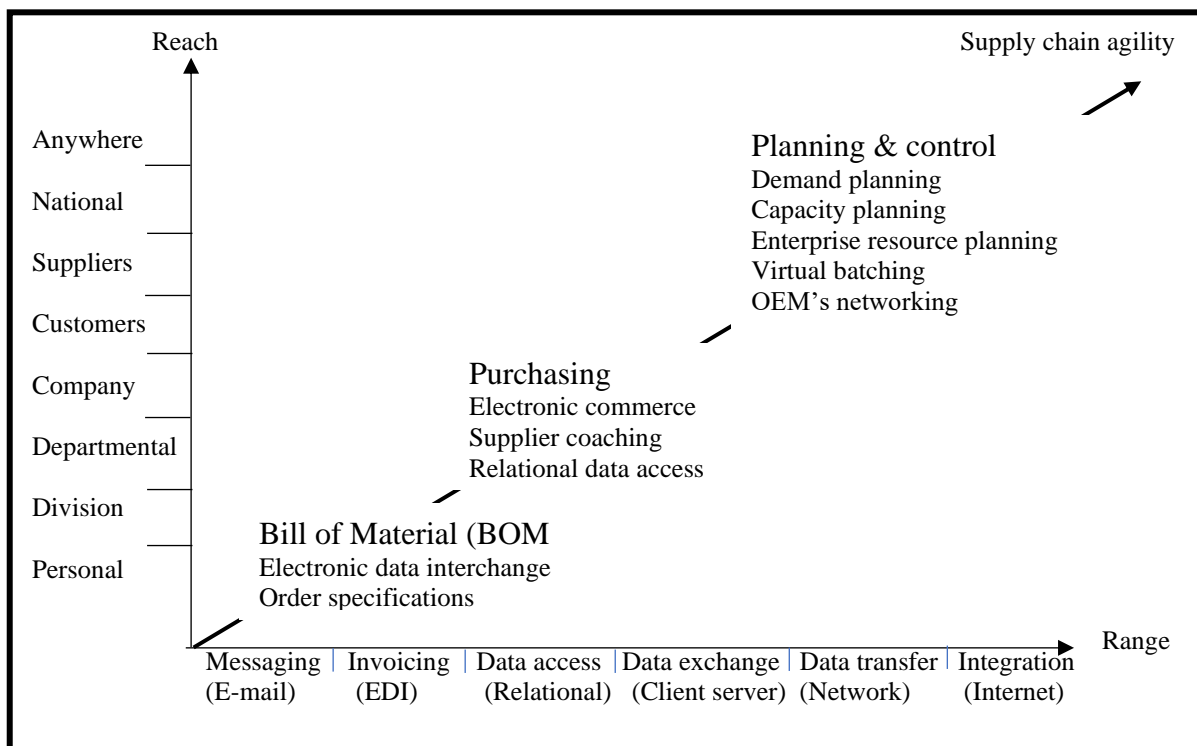 Reach
Supply chain agility
Anywhere
National
Suppliers
Customers
Company
Departmental
Division
Personal
Planning & control
Demand planning
Capacity planning
Enterprise resource planning
Virtual batching
OEM’s networking
Purchasing
Electronic commerce
Supplier coaching
Relational data access
Bill of Material (BOM
Electronic data interchange
Order specifications
Range
Messaging Invoicing Data access Data exchange Data transfer Integration
(E-mail) (EDI) (Relational) (Client server) (Network) (Internet)